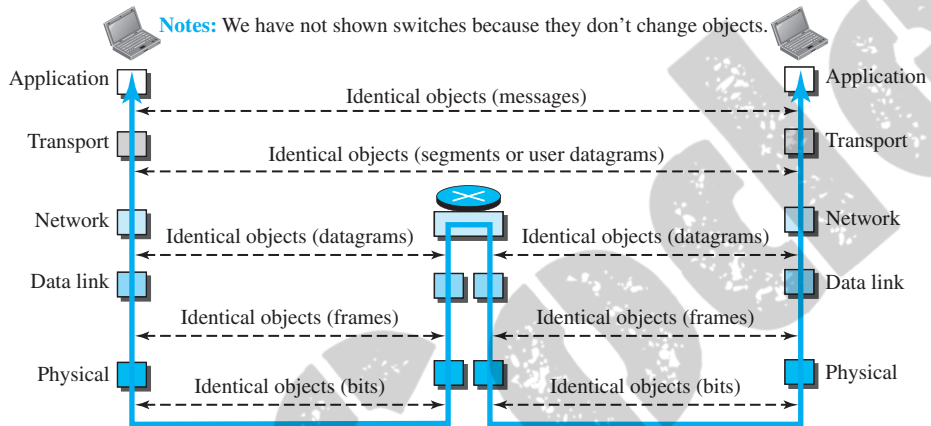 Notes: We have not shown switches because they don't change objects.
Application
Application
Identical objects (messages)
Transport
Transport
Identical objects (segments or user datagrams)
Network
Network
Identical objects (datagrams)
Identical objects (datagrams)
Data link
Data link
Identical objects (frames)
Identical objects (frames)
Physical
Physical
Identical objects (bits)
Identical objects (bits)